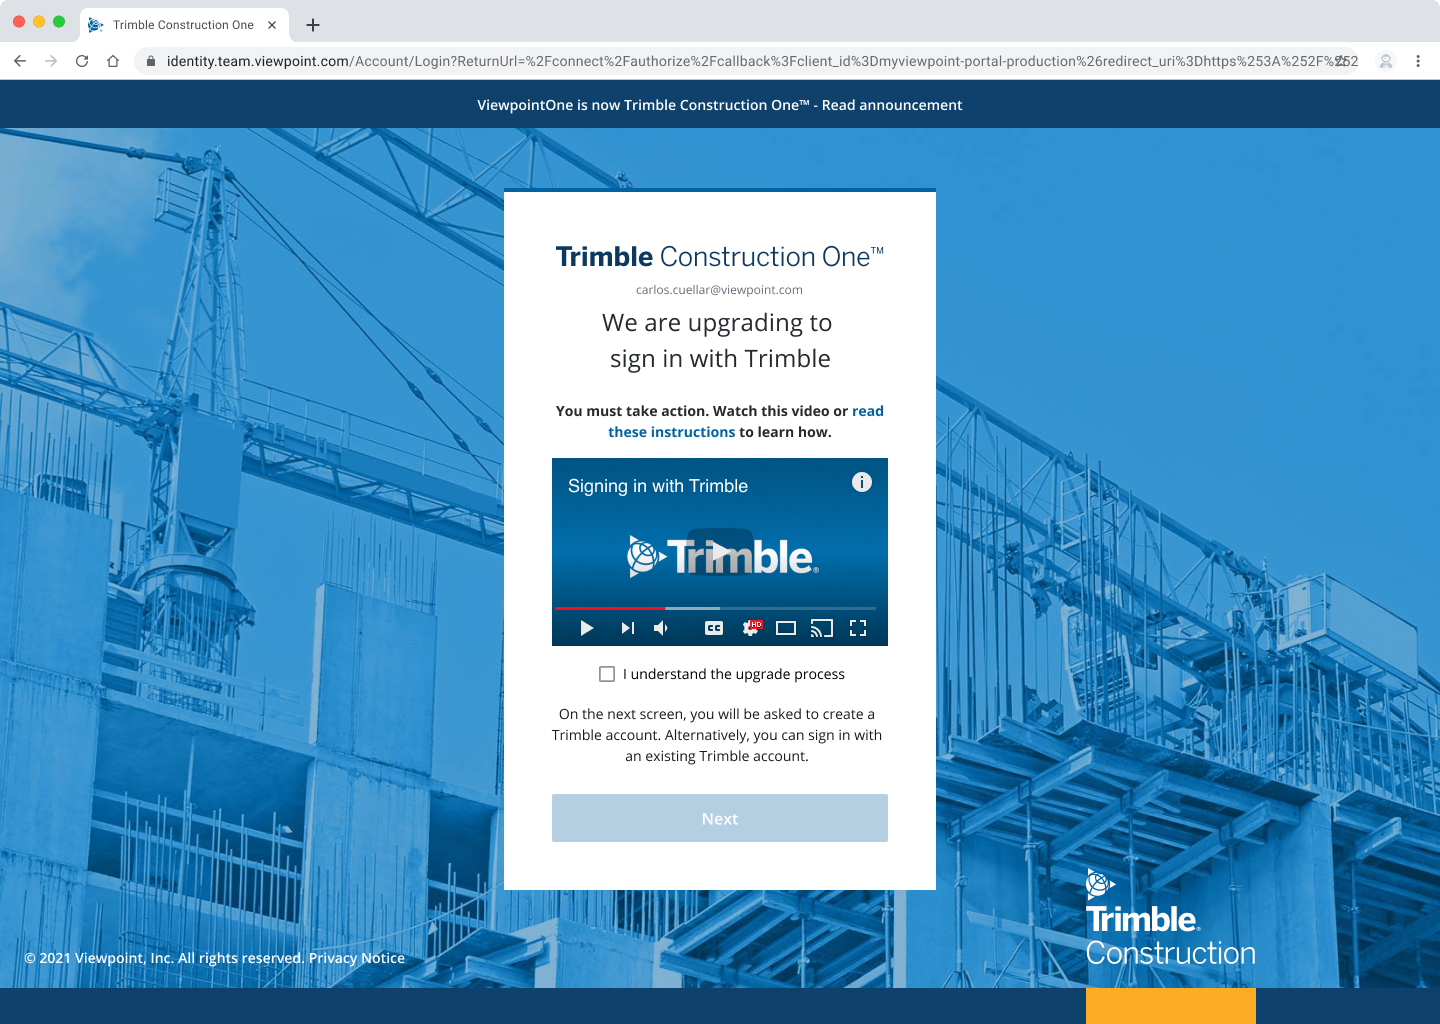 Trimble Construction One
identity.team.viewpoint.com/Account/Login?ReturnUrl=%2Fconnect%2Fauthorize%2Fcallback%3Fclient_id%3Dmyviewpoint-portal-production%26redirect_uri%3Dhttps%253A%252F%252
ViewpointOne is now Trimble Construction One™ - Read announcement
Trimble Construction One™
carlos.cuellar@viewpoint.com
We are upgrading to
sign in with Trimble
You must take action. Watch this video or read
these instructions to learn how.
Signing in with Trimble
Trimble®
CC HD
I understand the upgrade process
On the next screen, you will be asked to create a
Trimble account. Alternatively, you can sign in with
an existing Trimble account.
Next
Trimble®
Construction
© 2021 Viewpoint, Inc. All rights reserved. Privacy Notice